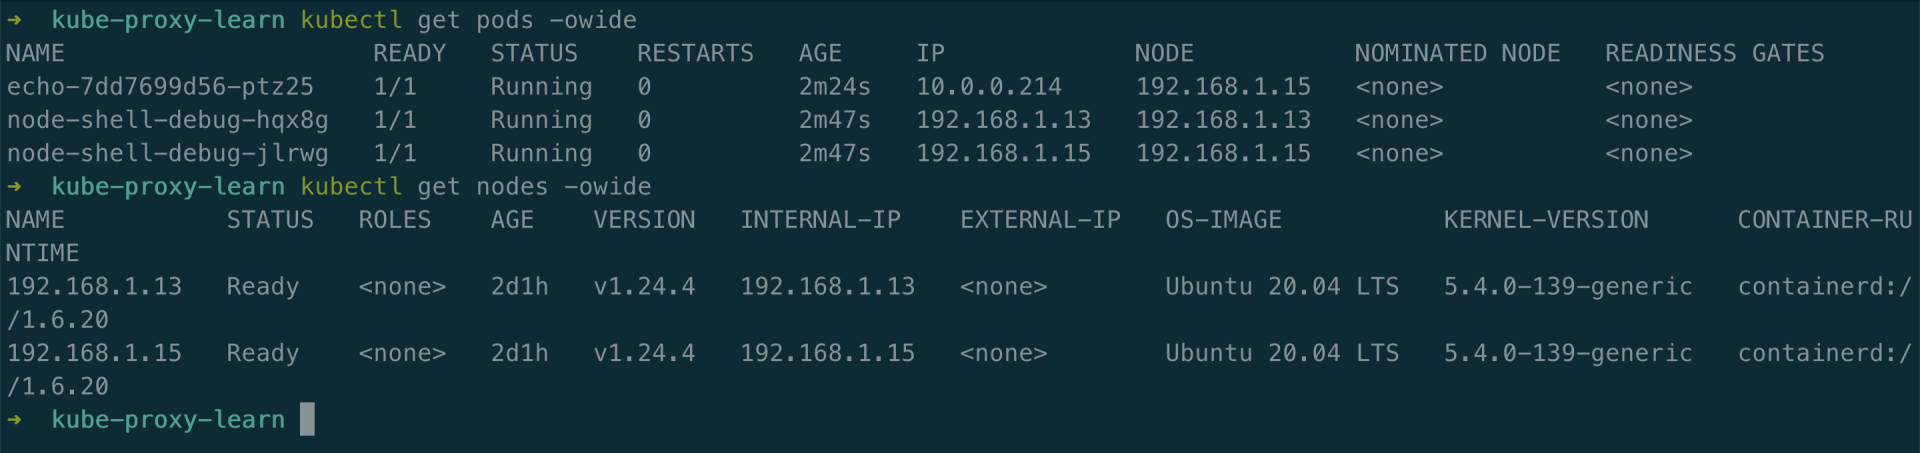 → kube-proxy-learn kubectl get pods -owide
NAME READY STATUS RESTARTS AGE IP NODE NOMINATED NODE READINESS GATES
echo-7dd7699d56-ptz25 1/1 Running 0 2m24s 10.0.0.214 192.168.1.15 <none> <none>
node-shell-debug-hqx8g 1/1 Running 0 2m47s 192.168.1.13 192.168.1.13 <none> <none>
node-shell-debug-jlrwg 1/1 Running 0 2m47s 192.168.1.15 192.168.1.15 <none> <none>
→ kube-proxy-learn kubectl get nodes -owide
NAME STATUS ROLES AGE VERSION INTERNAL-IP EXTERNAL-IP OS-IMAGE KERNEL-VERSION CONTAINER-RU
NTIME
192.168.1.13 Ready <none> 2d1h v1.24.4 192.168.1.13 <none> Ubuntu 20.04 LTS 5.4.0-139-generic containerd:/
/1.6.20
192.168.1.15 Ready <none> 2d1h v1.24.4 192.168.1.15 <none> Ubuntu 20.04 LTS 5.4.0-139-generic containerd:/
/1.6.20
→ kube-proxy-learn